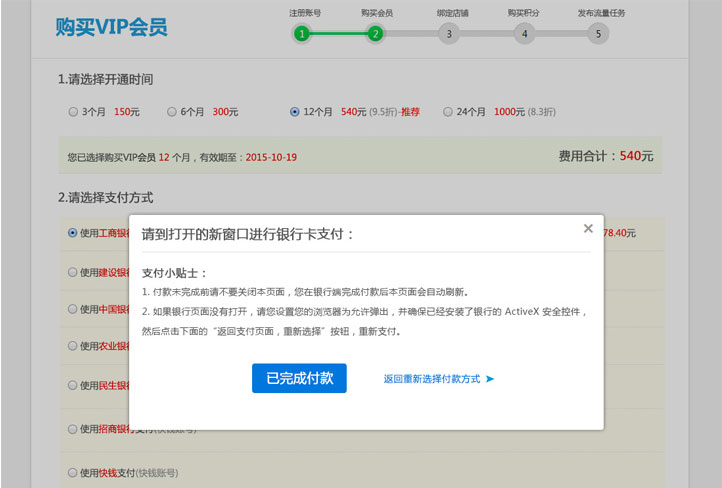 购买VIP会员
注册账号 购买会员 绑定店铺 购买积分 发布流量任务
1 2 3 4 5
1.请选择开通时间
3个月 150元 6个月 300元 12个月 540元 (9.5折)-推荐 24个月 1000元 (8.3折)
您已选择购买VIP会员 12 个月，有效期至：2015-10-19 费用合计：540元
2.请选择支付方式
使用工商银 78.40元
请到打开的新窗口进行银行卡支付：
使用建设银
支付小贴士：
1. 付款未完成前请不要关闭本页面，您在银行端完成付款后本页面会自动刷新。
使用中国银
2. 如果银行页面没有打开，请您设置您的浏览器为允许弹出，并确保已经安装了银行的 ActiveX 安全控件，
然后点击下面的“返回支付页面，重新选择”按钮，重新支付。
使用农业银
已完成付款 返回重新选择付款方式
使用民生银
使用招商银行支付(快钱账号)
使用快钱支付(快钱账号)